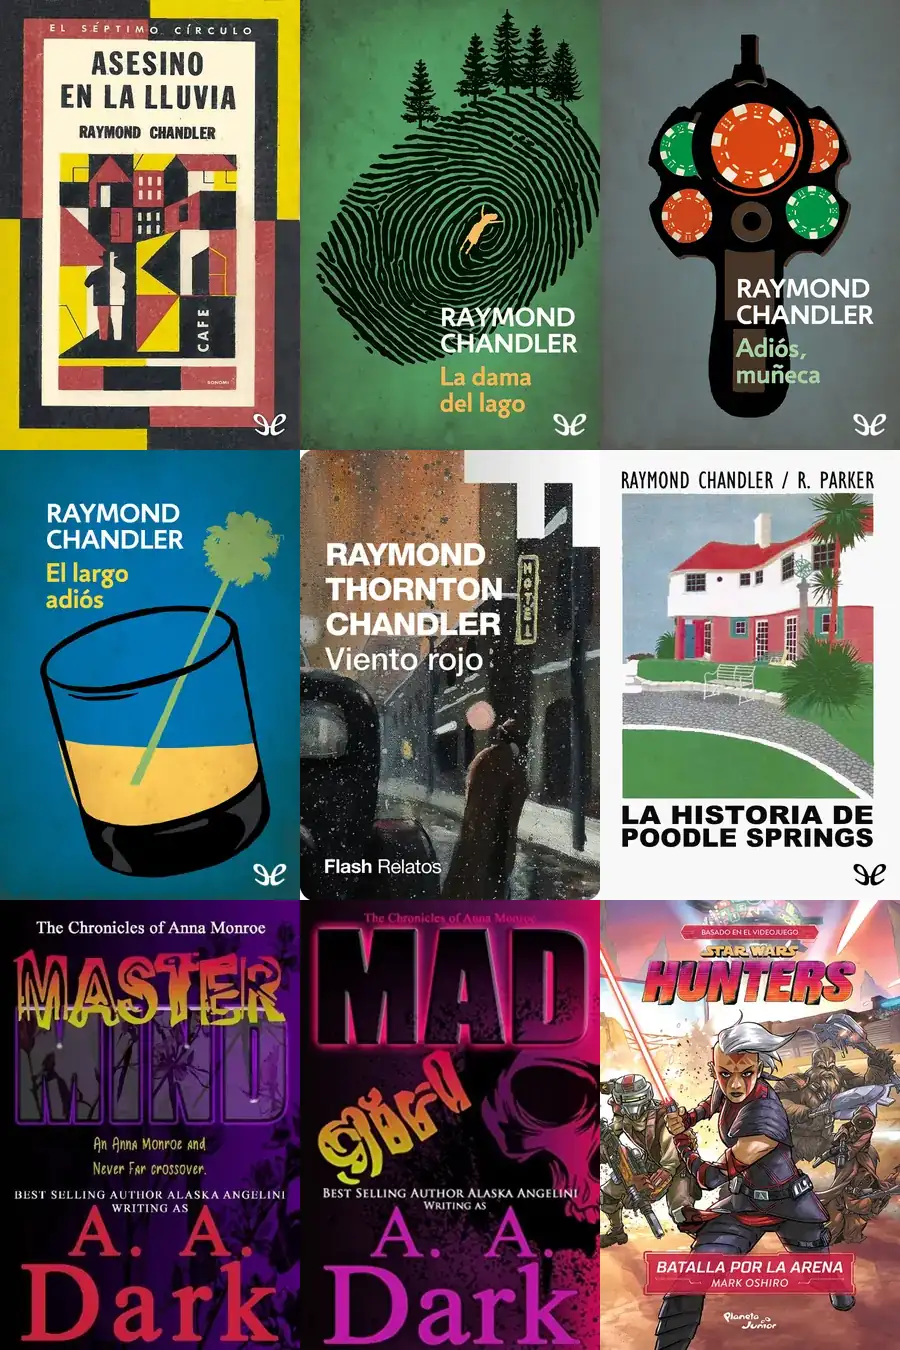 EL SÉPTIMO CÍRCULO
ASESINO
EN LA LLUVIA
RAYMOND CHANDLER
CAFE
BONOMI
RAYMOND
CHANDLER
La dama
del lago
RAYMOND
CHANDLER
Adiós,
muñeca
RAYMOND
CHANDLER
El largo
adiós
RAYMOND
THORNTON
CHANDLER
Viento rojo
HOTEL
Flash Relatos
RAYMOND CHANDLER / R. PARKER
LA HISTORIA DE
POODLE SPRINGS
The Chronicles of Anna Monroe
MASTER
MIND
An Anna Monroe and
Never Far crossover.
BEST SELLING AUTHOR ALASKA ANGELINI
WRITING AS
A. A.
Dark
The Chronicles of Anna Monroe
MAD
girl
BEST SELLING AUTHOR ALASKA ANGELINI
WRITING AS
A. A.
Dark
BASADO EN EL VIDEOJUEGO
STAR WARS
HUNTERS
BATALLA POR LA ARENA
MARK OSHIRO
Planeta
Junior